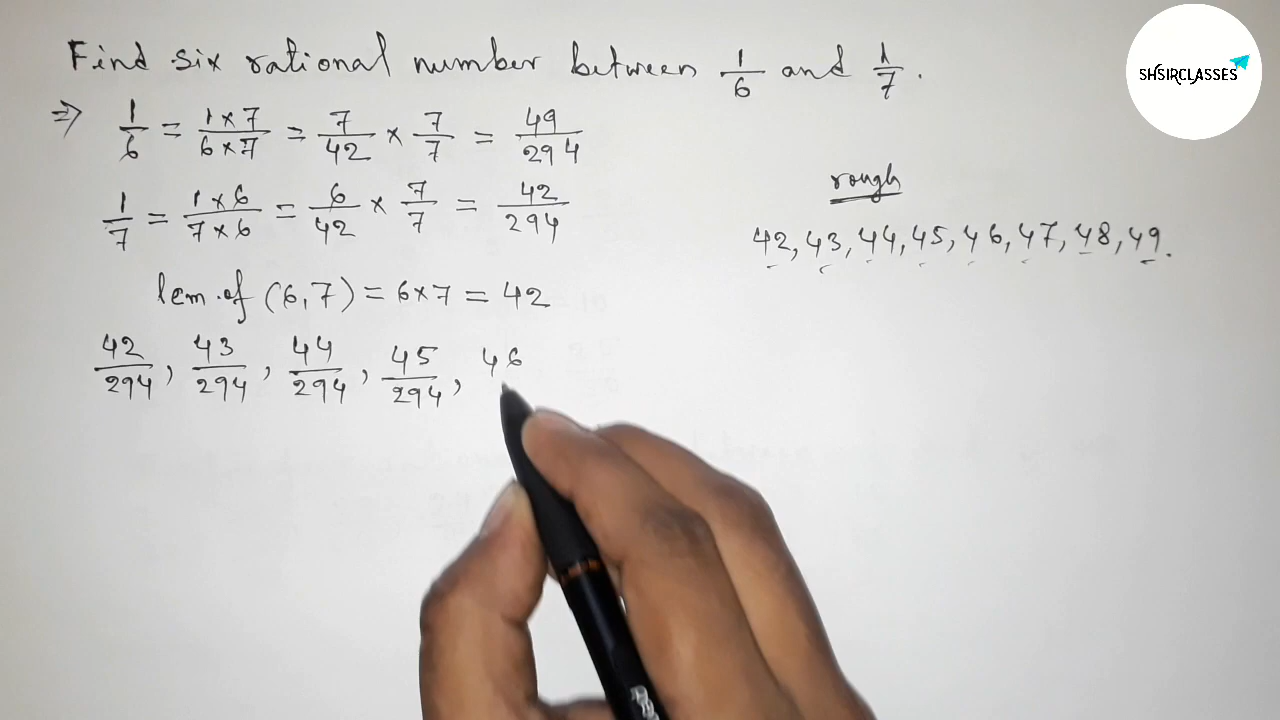 Find six rational number between 1/6 and 1/7.
SHSIRCLASSES
⇒ 1/6 = 1×7/6×7 = 7/42 × 7/7 = 49/294
1/7 = 1×6/7×6 = 6/42 × 7/7 = 42/294
rough
42, 43, 44, 45, 46, 47, 48, 49.
lcm. of (6,7) = 6×7 = 42
42/294, 43/294, 44/294, 45/294, 46